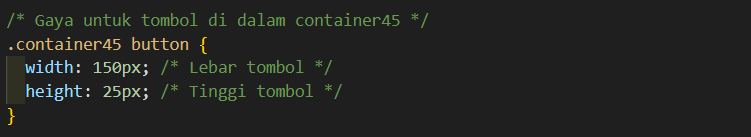 /* Gaya untuk tombol di dalam container45 */
.container45 button {
  width: 150px; /* Lebar tombol */
  height: 25px; /* Tinggi tombol */
}